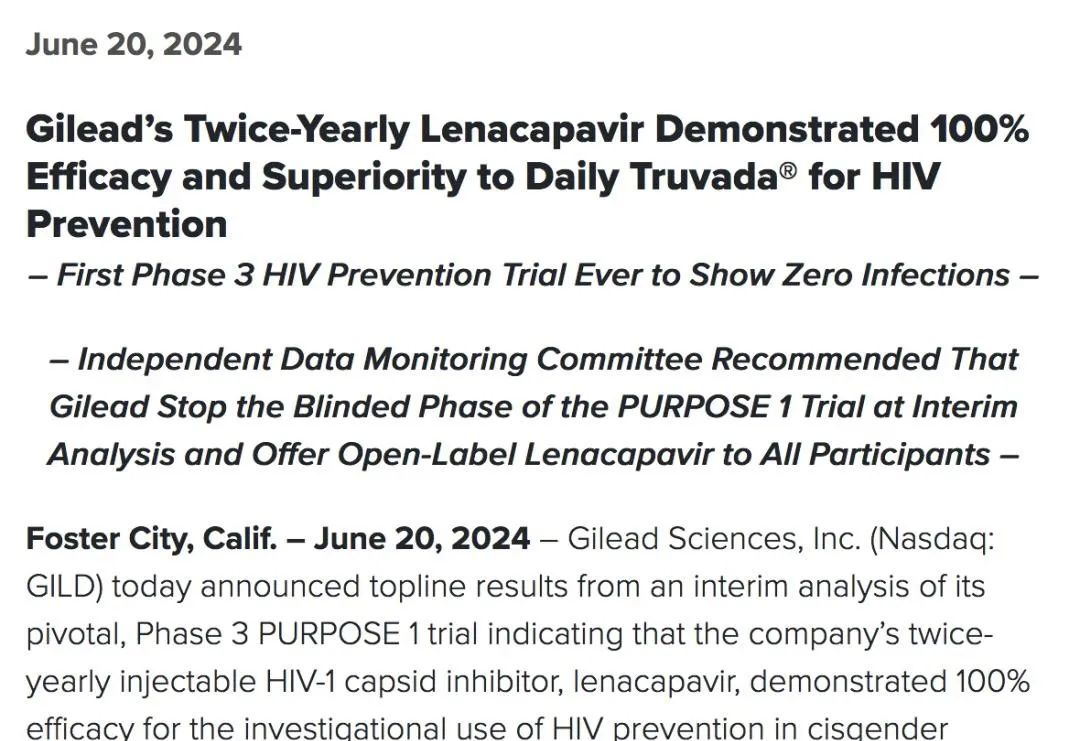 June 20, 2024
Gilead’s Twice-Yearly Lenacapavir Demonstrated 100%
Efficacy and Superiority to Daily Truvada® for HIV
Prevention
– First Phase 3 HIV Prevention Trial Ever to Show Zero Infections –
– Independent Data Monitoring Committee Recommended That
Gilead Stop the Blinded Phase of the PURPOSE 1 Trial at Interim
Analysis and Offer Open-Label Lenacapavir to All Participants –
Foster City, Calif. – June 20, 2024 – Gilead Sciences, Inc. (Nasdaq:
GILD) today announced topline results from an interim analysis of its
pivotal, Phase 3 PURPOSE 1 trial indicating that the company’s twice-
yearly injectable HIV-1 capsid inhibitor, lenacapavir, demonstrated 100%
efficacy for the investigational use of HIV prevention in cisgender